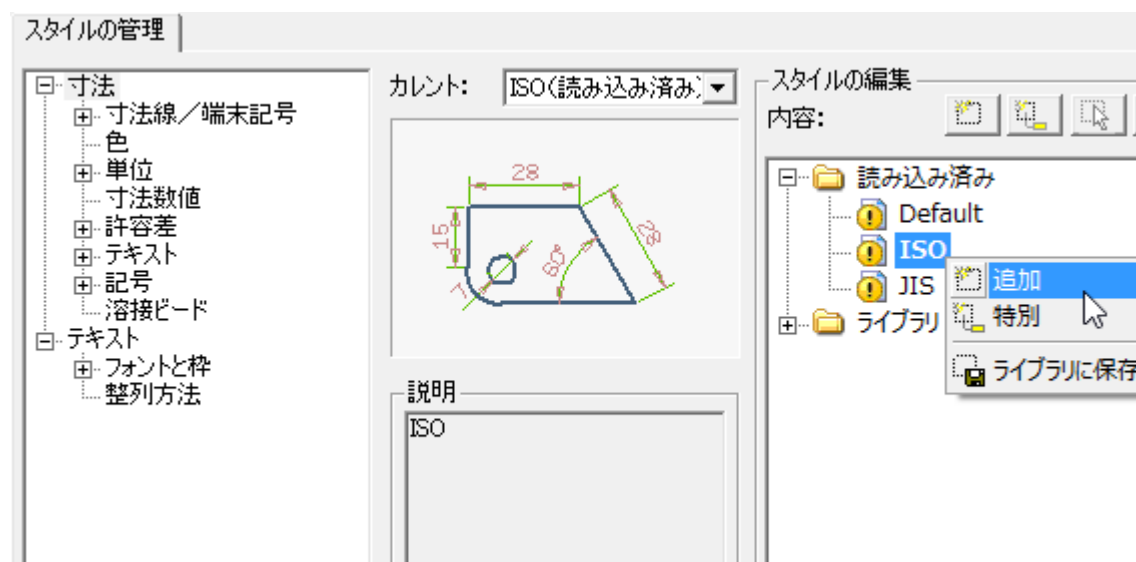 スタイルの管理
寸法
寸法線／端末記号
色
単位
寸法数値
許容差
テキスト
記号
溶接ビード
テキスト
フォントと枠
整列方法
カレント:
ISO(読み込み済み)
28
15
28
60°
7
説明
ISO
スタイルの編集
内容:
読み込み済み
Default
ISO
JIS
ライブラリ
追加
特別
ライブラリに保存